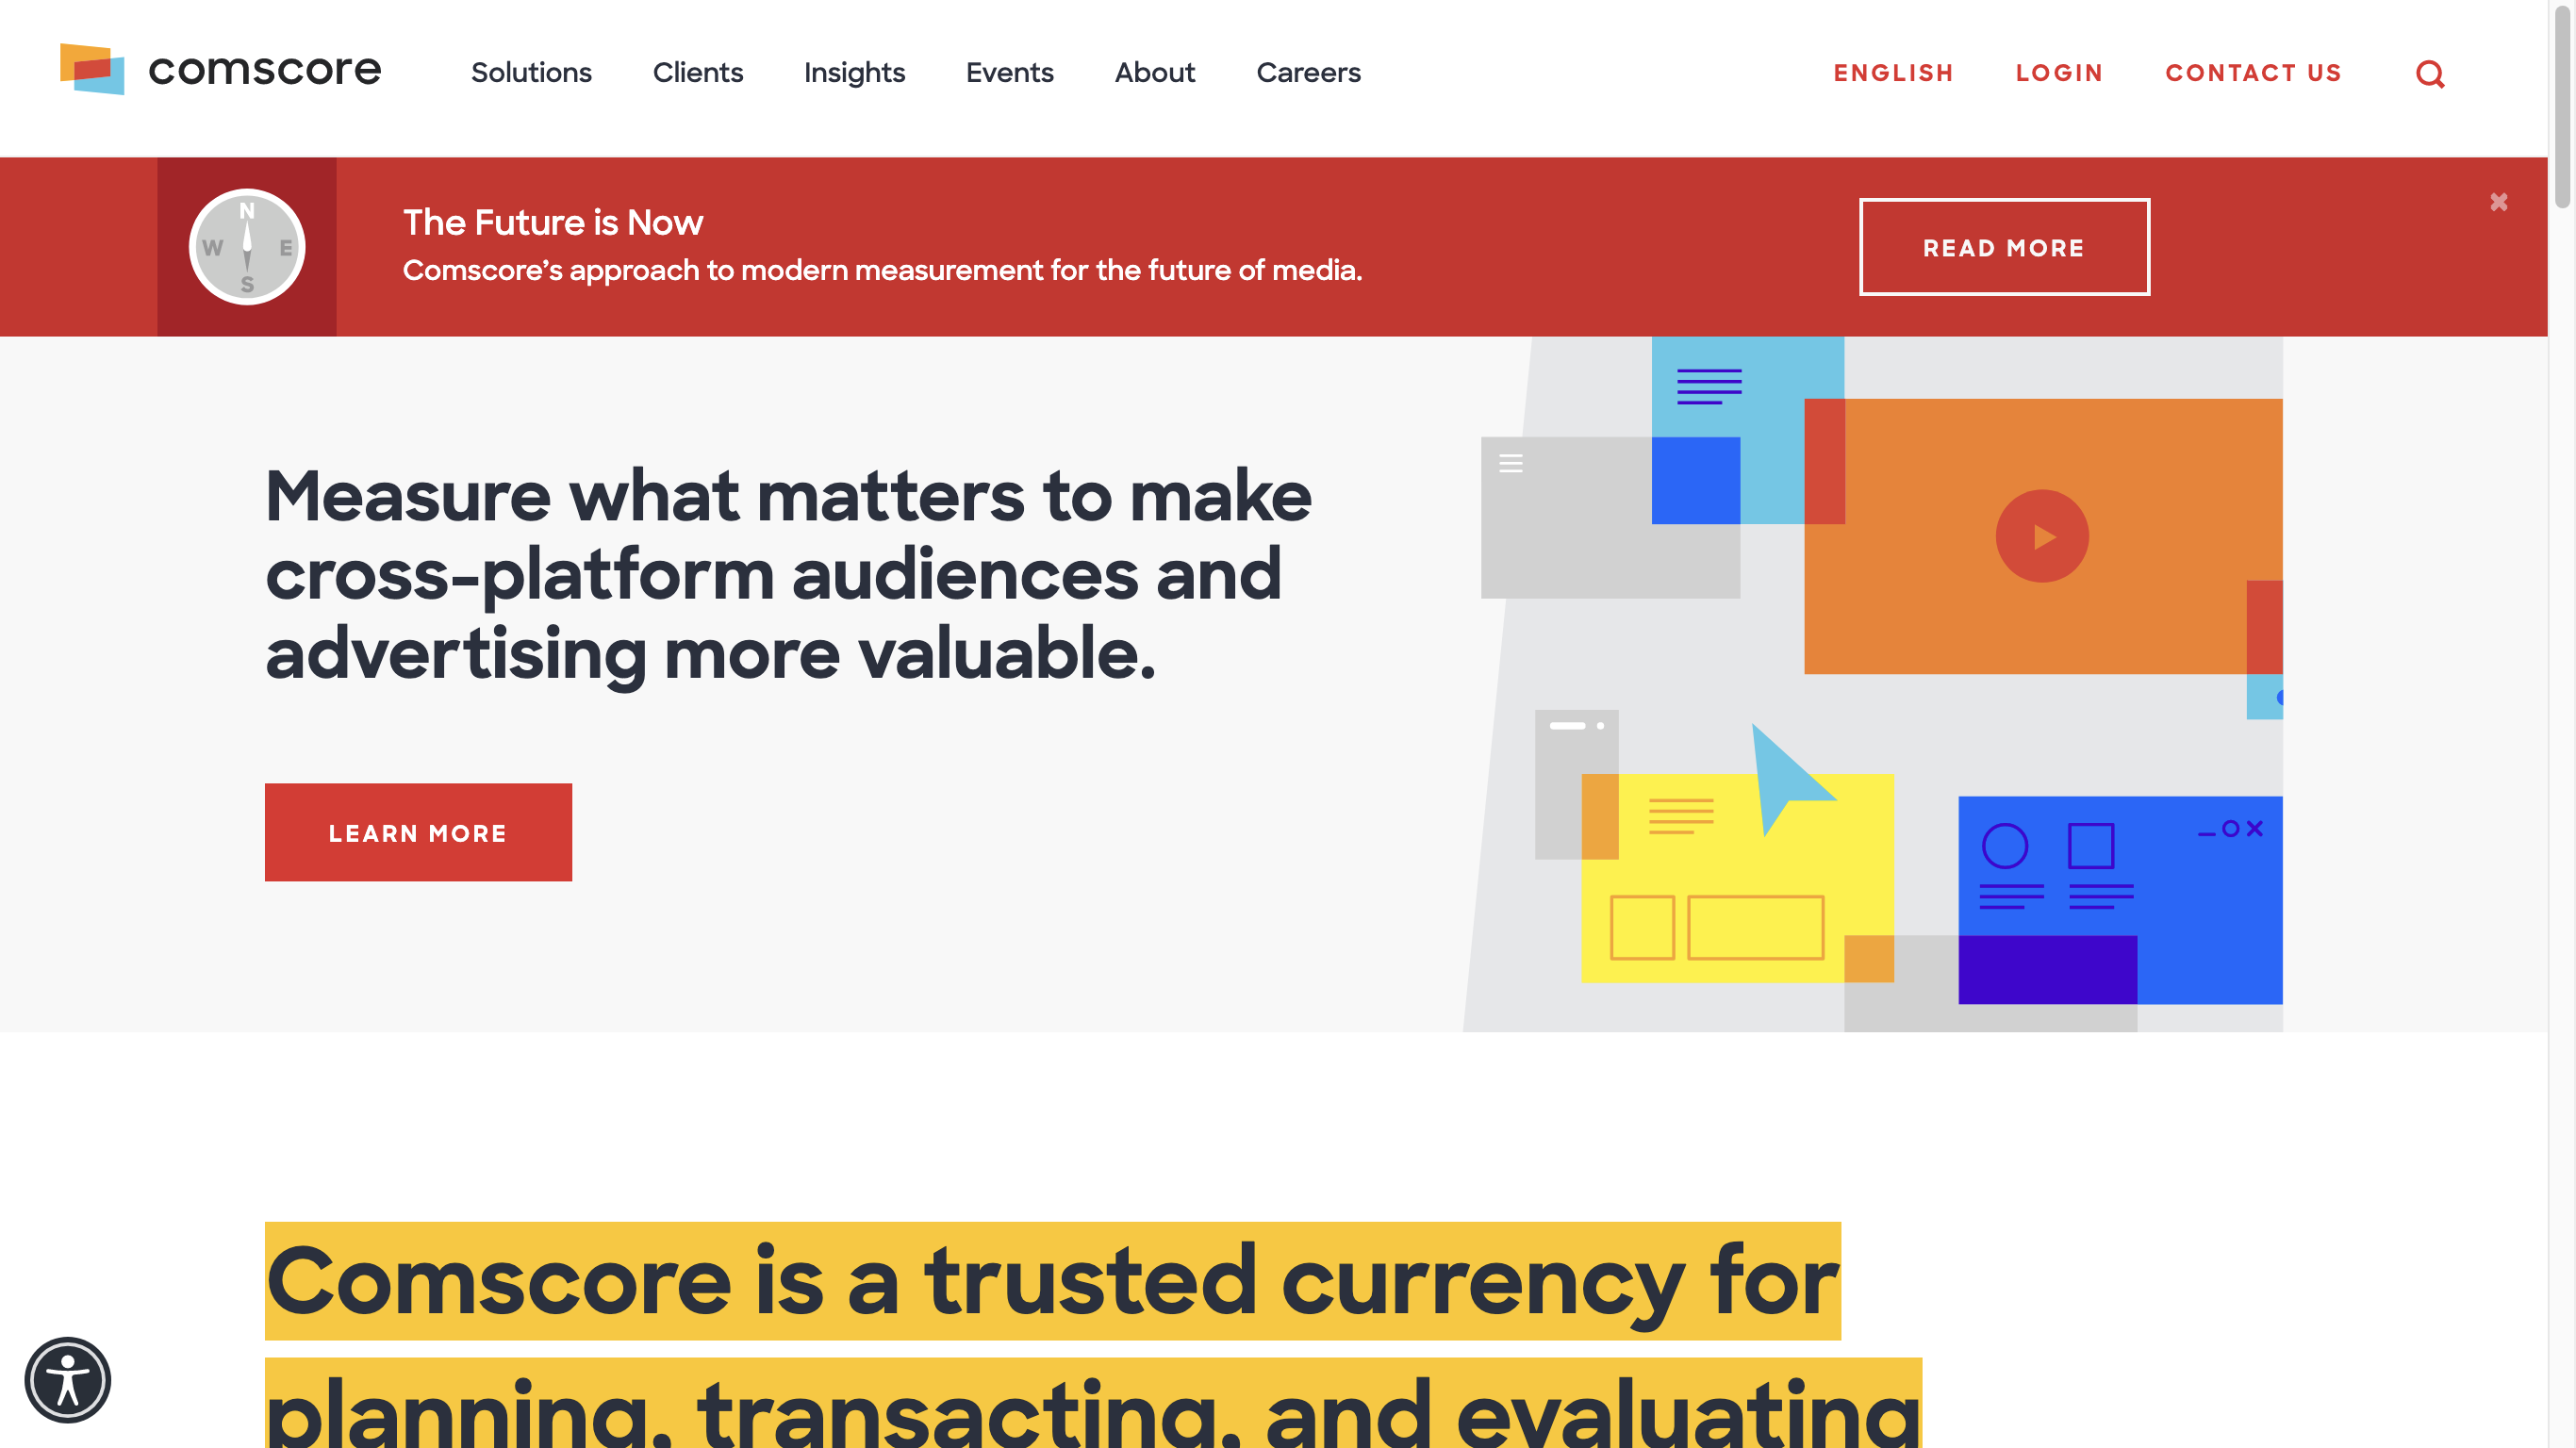 comscore
Solutions
Clients
Insights
Events
About
Careers
ENGLISH
LOGIN
CONTACT US
N
W E
S
The Future is Now
Comscore’s approach to modern measurement for the future of media.
READ MORE
Measure what matters to make
cross-platform audiences and
advertising more valuable.
LEARN MORE
Comscore is a trusted currency for
planning, transacting, and evaluating